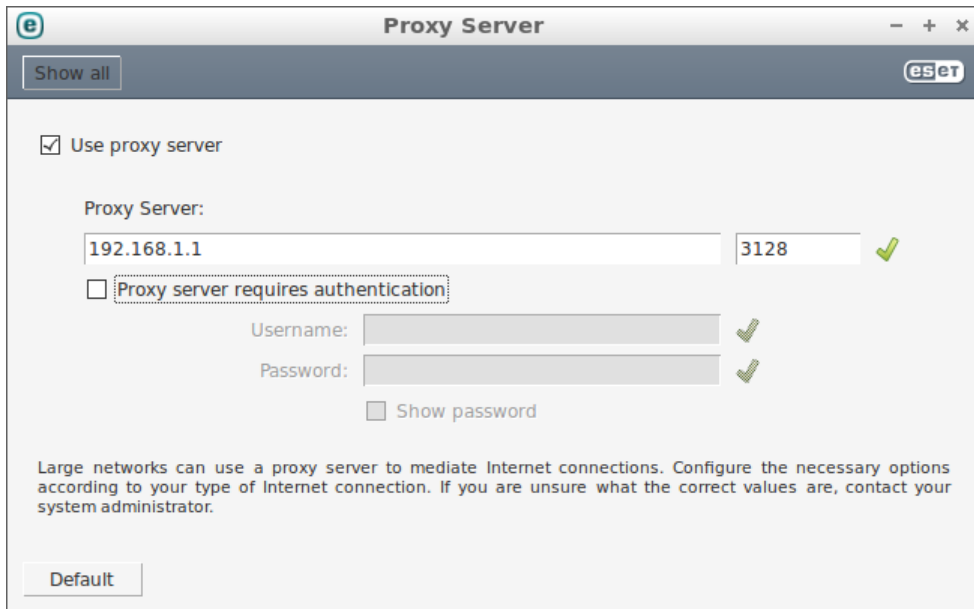 e Proxy Server
Show all eseT
Use proxy server
Proxy Server:
192.168.1.1 3128
Proxy server requires authentication
Username:
Password:
Show password
Large networks can use a proxy server to mediate Internet connections. Configure the necessary options
according to your type of Internet connection. If you are unsure what the correct values are, contact your
system administrator.
Default